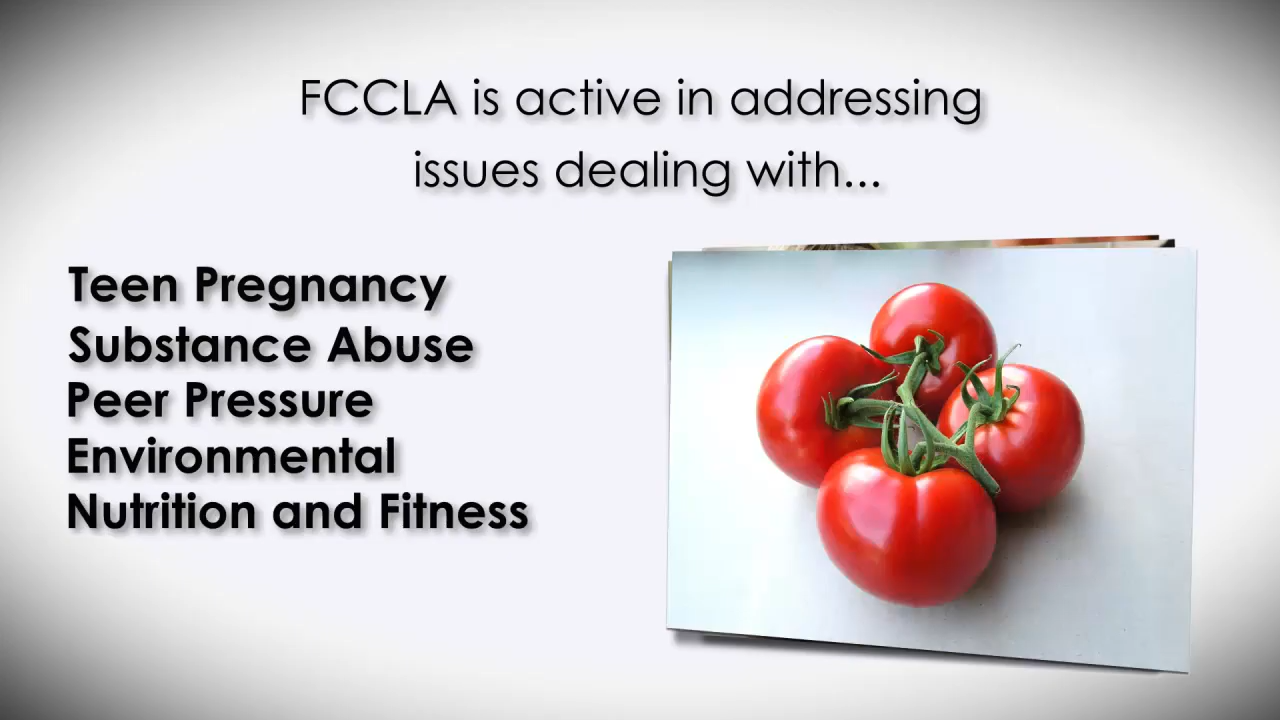 FCCLA is active in addressing
issues dealing with...
Teen Pregnancy
Substance Abuse
Peer Pressure
Environmental
Nutrition and Fitness